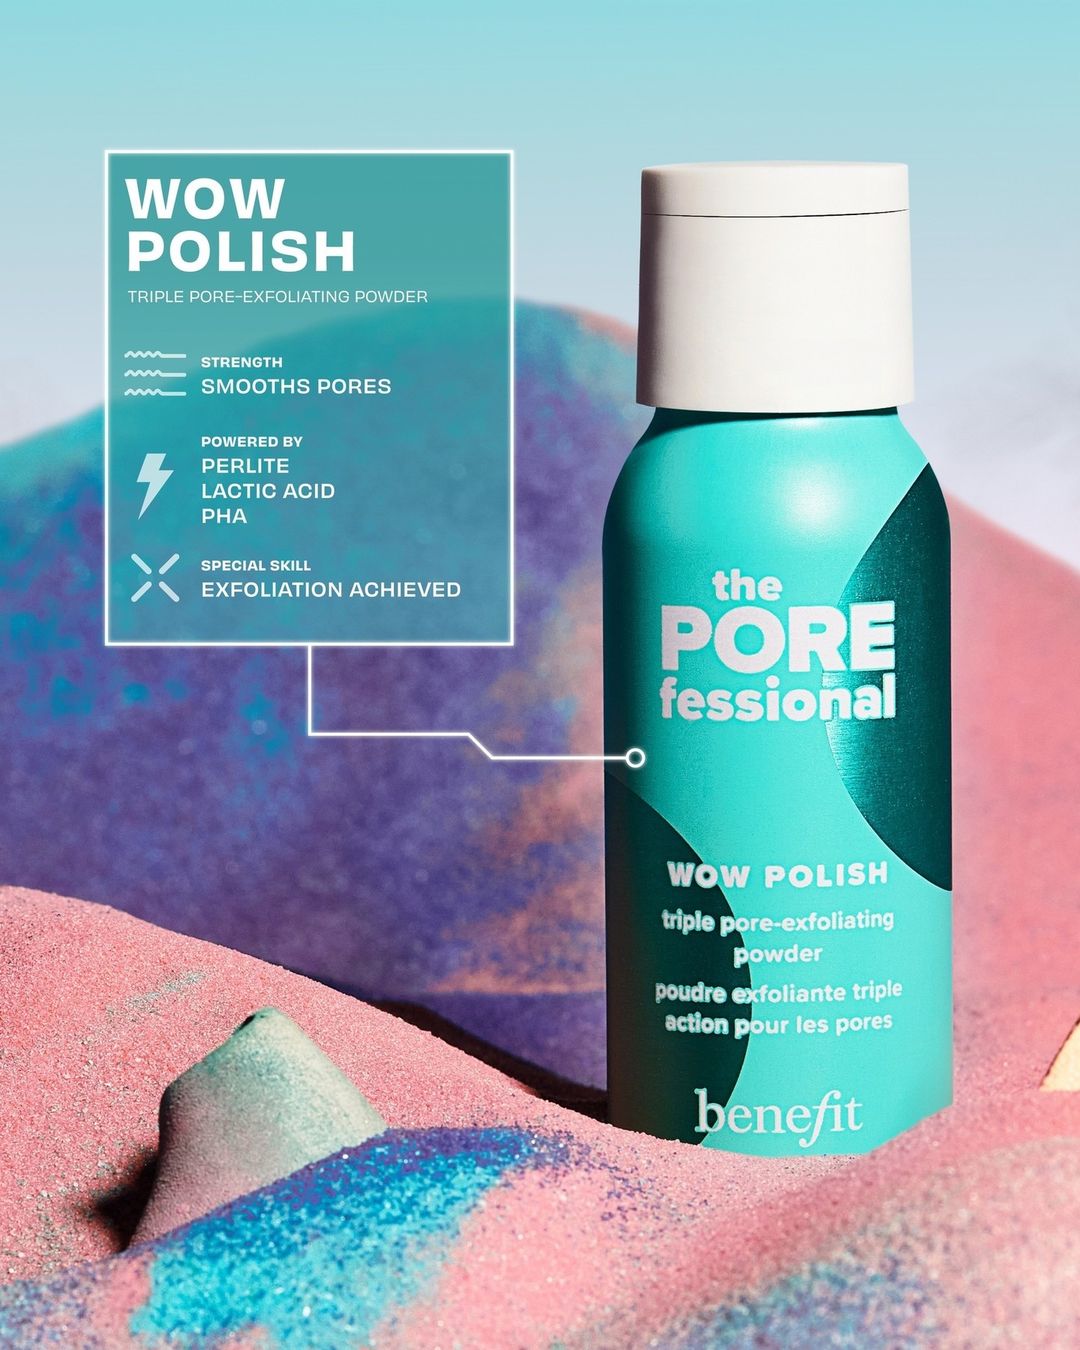 WOW
POLISH
TRIPLE PORE-EXFOLIATING POWDER
STRENGTH
SMOOTHS PORES
POWERED BY
PERLITE
LACTIC ACID
PHA
SPECIAL SKILL
EXFOLIATION ACHIEVED
the
PORE
fessional
WOW POLISH
triple pore-exfoliating
powder
poudre exfoliante triple
action pour les pores
benefit